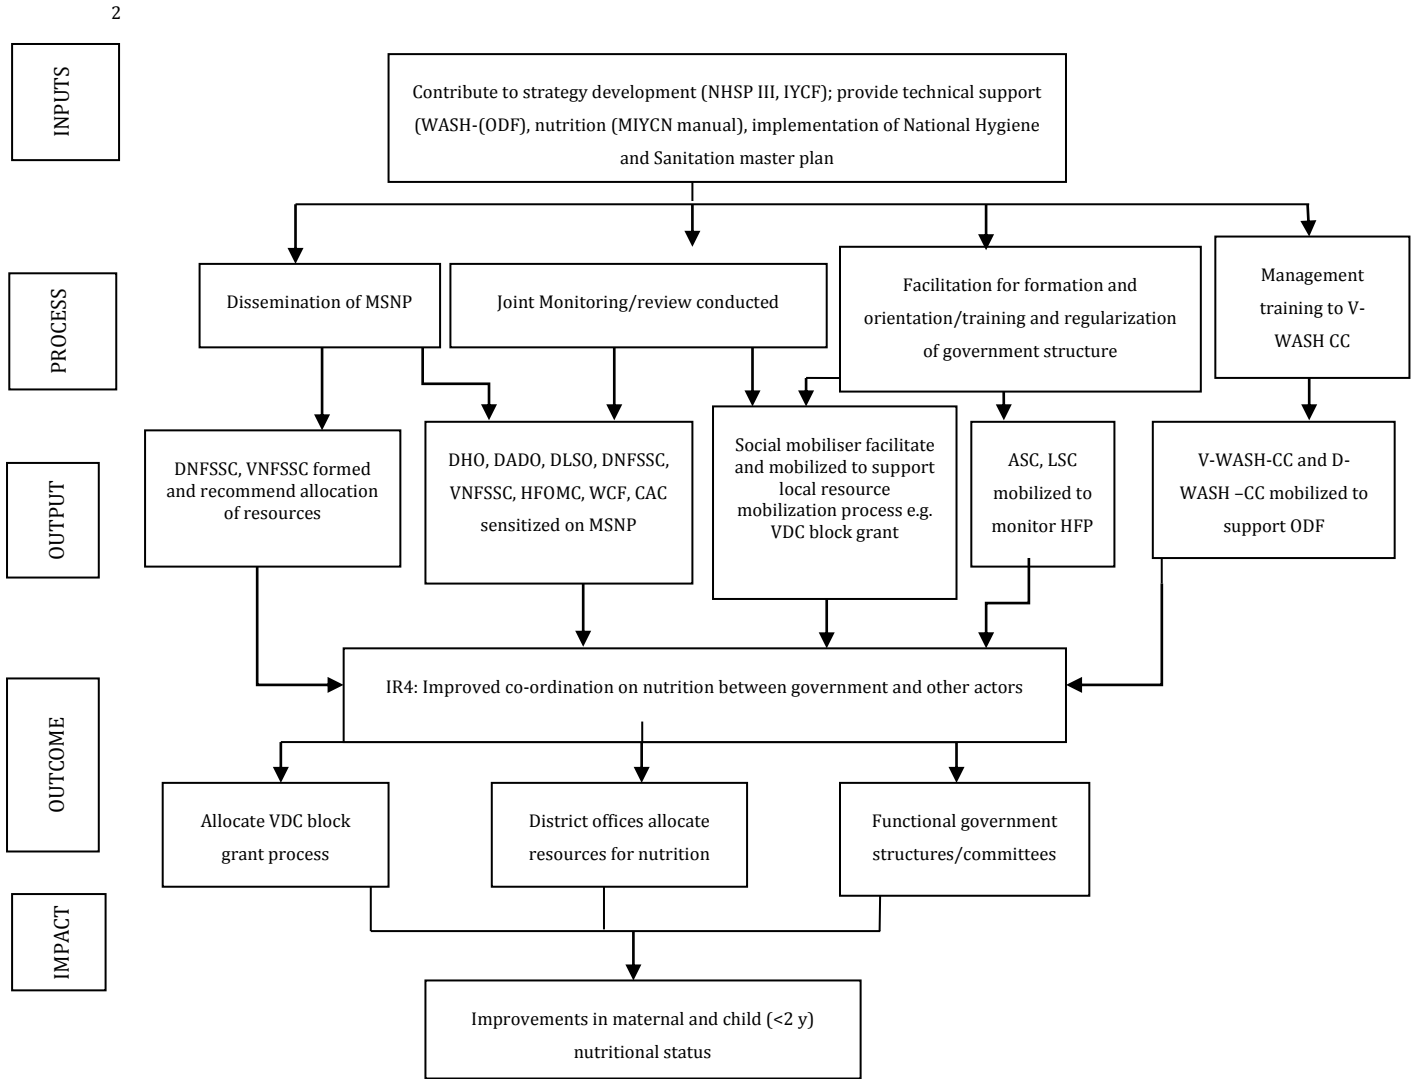 2
INPUTS
Contribute to strategy development (NHSP III, IYCF); provide technical support
(WASH-(ODF), nutrition (MIYCN manual), implementation of National Hygiene
and Sanitation master plan
PROCESS
Dissemination of MSNP
Joint Monitoring/review conducted
Facilitation for formation and
orientation/training and regularization
of government structure
Management
training to V-
WASH CC
OUTPUT
DNFSSC, VNFSSC formed
and recommend allocation
of resources
DHO, DADO, DLSO, DNFSSC,
VNFSSC, HFOMC, WCF, CAC
sensitized on MSNP
Social mobiliser facilitate
and mobilized to support
local resource
mobilization process e.g.
VDC block grant
ASC, LSC
mobilized to
monitor HFP
V-WASH-CC and D-
WASH –CC mobilized to
support ODF
OUTCOME
IR4: Improved co-ordination on nutrition between government and other actors
Allocate VDC block
grant process
District offices allocate
resources for nutrition
Functional government
structures/committees
IMPACT
Improvements in maternal and child (<2 y)
nutritional status